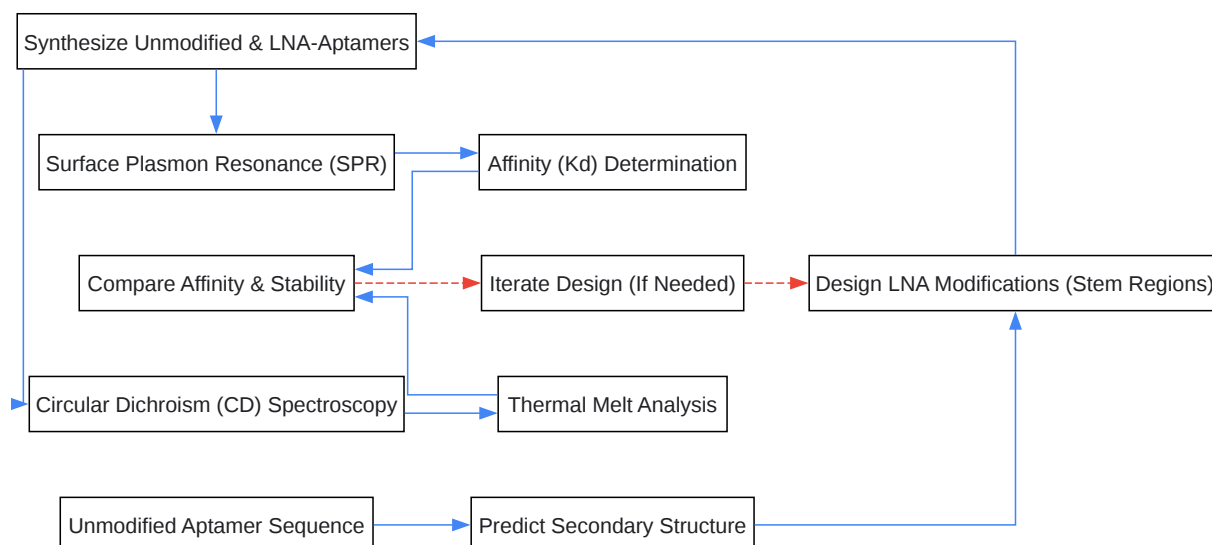 Synthesize Unmodified & LNA-Aptamers
Surface Plasmon Resonance (SPR)
Affinity (Kd) Determination
Compare Affinity & Stability
Iterate Design (If Needed)
Design LNA Modifications (Stem Regions)
Circular Dichroism (CD) Spectroscopy
Thermal Melt Analysis
Unmodified Aptamer Sequence
Predict Secondary Structure